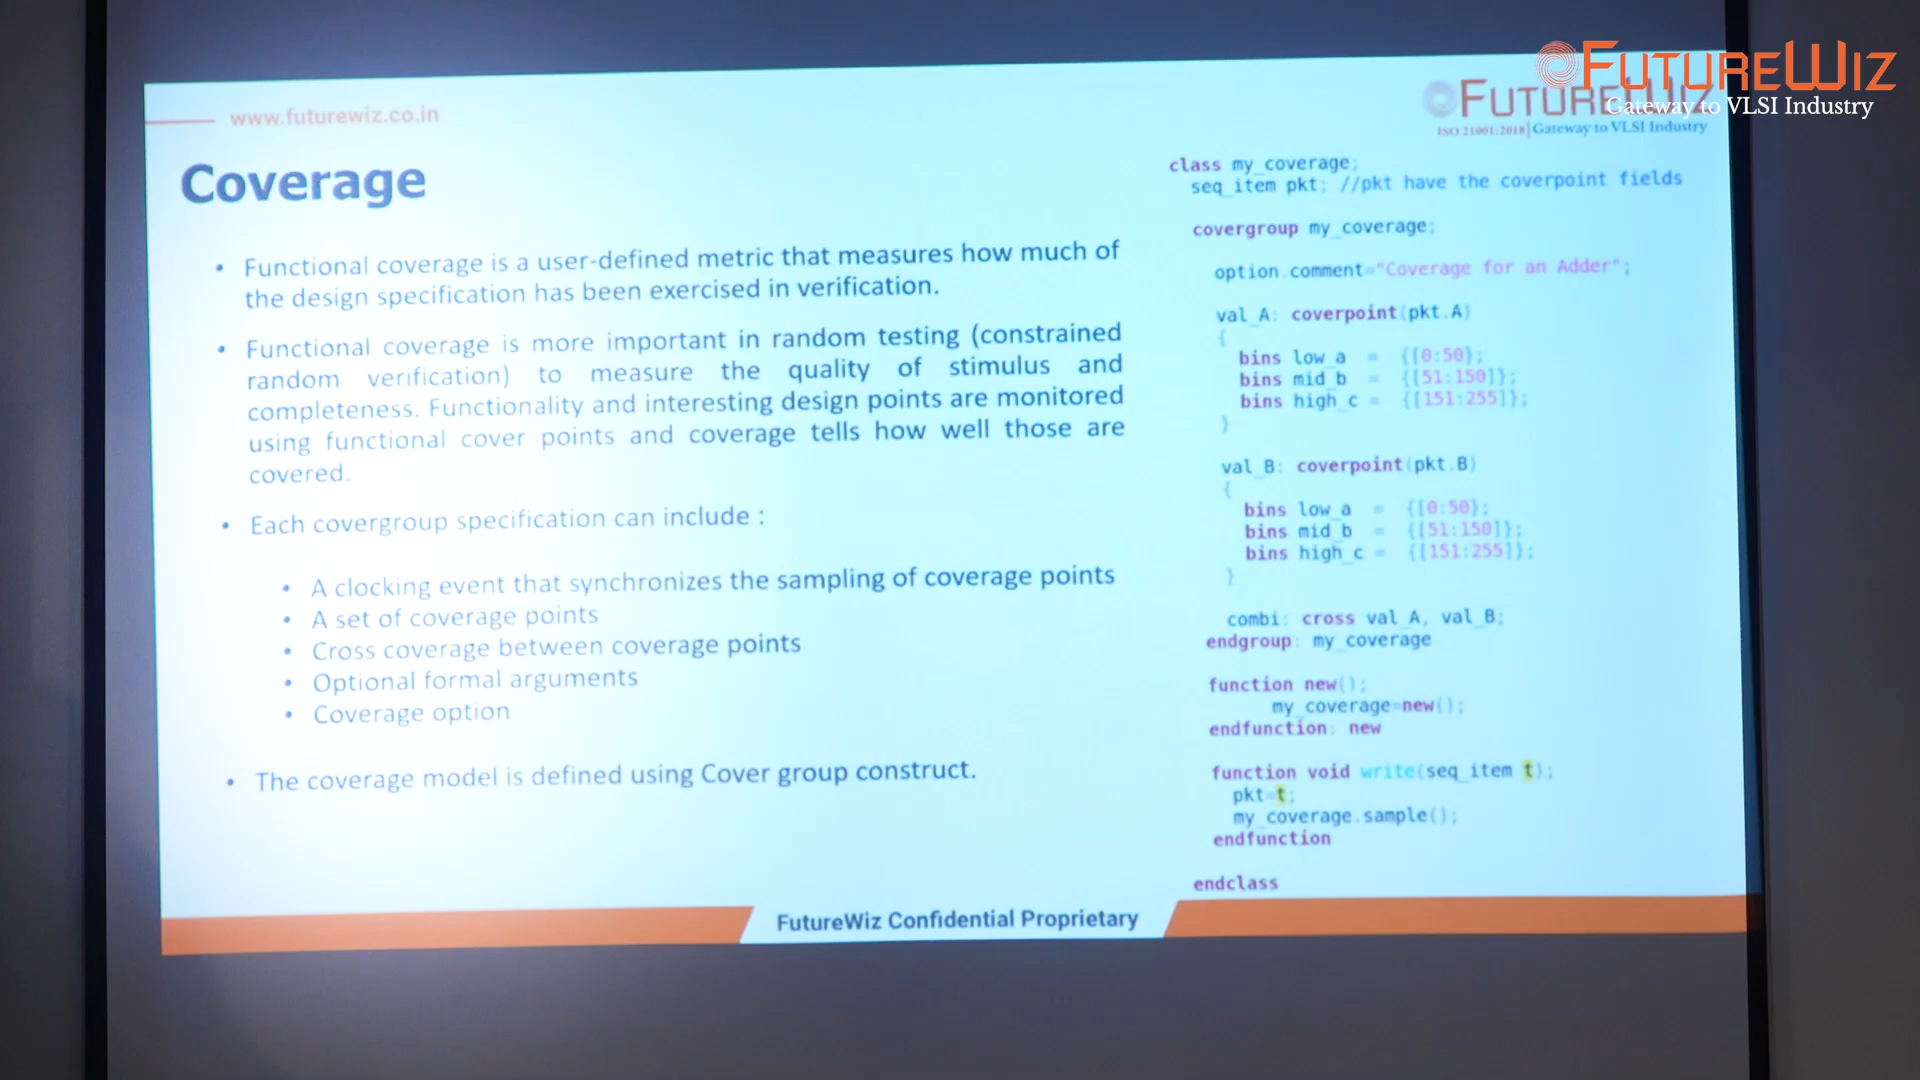 FUTUREWIZ
Gateway to VLSI Industry
www.futurewiz.co.in
FUTUREWIZ
ISO 21001:2018|Gateway to VLSI Industry
Coverage
• Functional coverage is a user-defined metric that measures how much of
the design specification has been exercised in verification.
• Functional coverage is more important in random testing (constrained
random verification) to measure the quality of stimulus and
completeness. Functionality and interesting design points are monitored
using functional cover points and coverage tells how well those are
covered.
• Each covergroup specification can include :
• A clocking event that synchronizes the sampling of coverage points
• A set of coverage points
• Cross coverage between coverage points
• Optional formal arguments
• Coverage option
• The coverage model is defined using Cover group construct.
class my_coverage;
seq_item pkt; //pkt have the coverpoint fields
covergroup my_coverage;
option.comment="Coverage for an Adder";
val_A: coverpoint(pkt.A)
{
bins low_a = {[0:50};
bins mid_b = {[51:150]};
bins high_c = {[151:255]};
}
val_B: coverpoint(pkt.B)
{
bins low_a = {[0:50};
bins mid_b = {[51:150]};
bins high_c = {[151:255]};
}
combi: cross val_A, val_B;
endgroup: my_coverage
function new();
my_coverage=new();
endfunction: new
function void write(seq_item t);
pkt=t;
my_coverage.sample();
endfunction
endclass
FutureWiz Confidential Proprietary